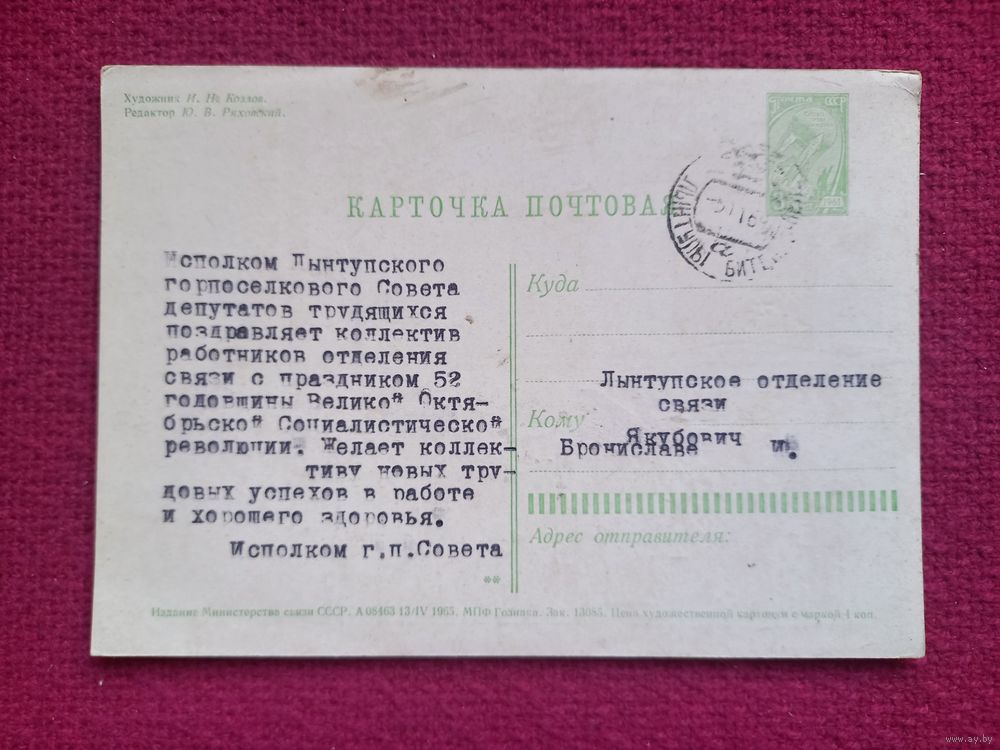 Художник И. Н. Козлов.
Редактор Ю. В. Ряховский.
ПОЧТА СССР
КАРТОЧКА ПОЧТОВАЯ
Исполком Лынтупского
горпоселкового Совета
депутатов трудящихся
поздравляет коллектив
работников отделения
связи с праздником 52
годовщины Великой Октя-
брьской Социалистической
революции. Желает коллек-
тиву новых тру-
довых успехов в работе
и хорошего здоровья.
Исполком г.п.Совета
**
Куда
Лынтупское отделение
связи
Кому
Якубович
Брониславе и.
Адрес отправителя:
Издание Министерства связи СССР. А 08463 13/IV 1965. МПФ Гознака. Зак. 13085. Цена художественной карточки с маркой 4 коп.
www.ay.by